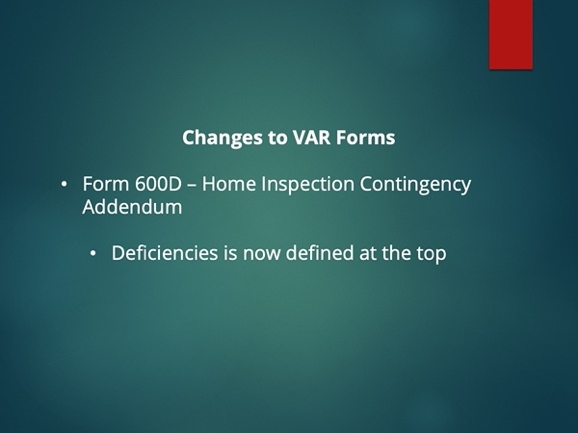 Changes to VAR Forms
• Form 600D – Home Inspection Contingency
Addendum
• Deficiencies is now defined at the top